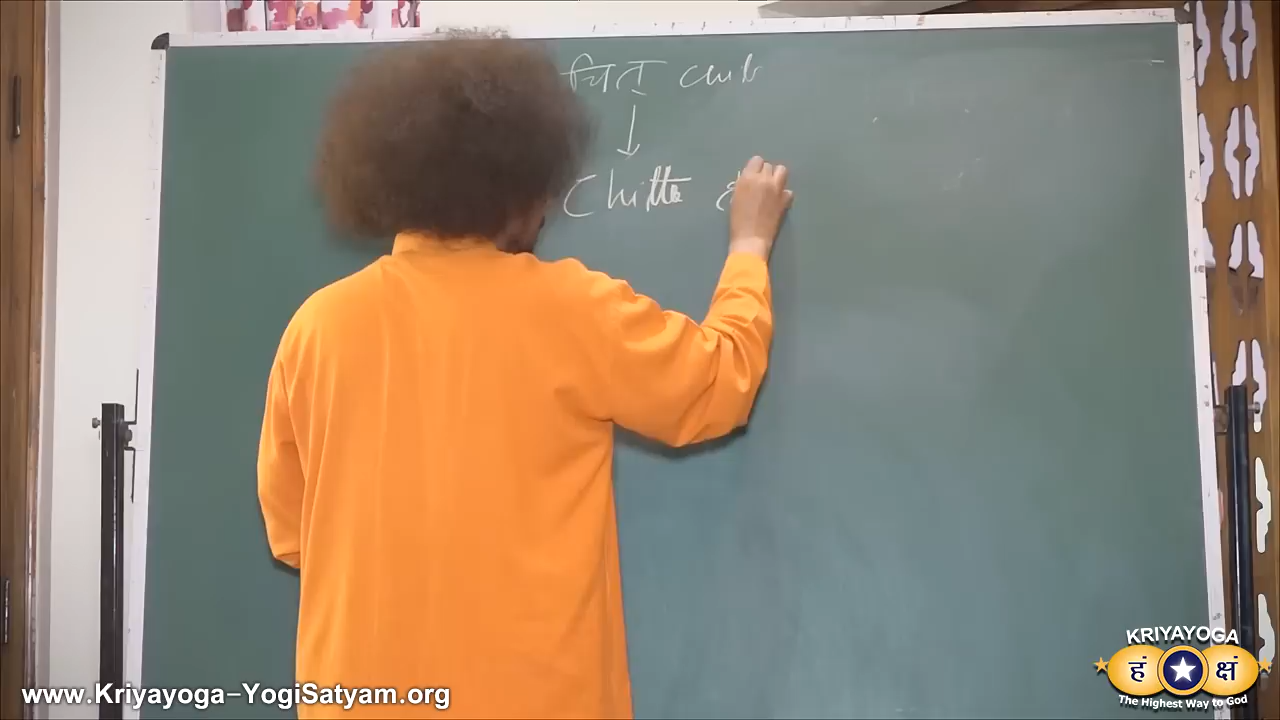 चित्
Chitta
KRIYAYOGA
हं क्षं
The Highest Way to God
www.Kriyayoga-YogiSatyam.org